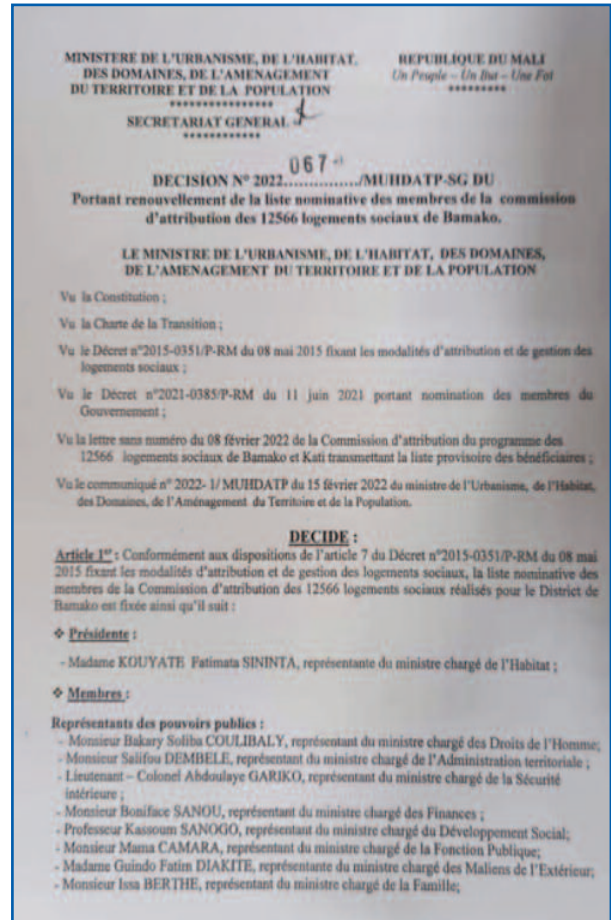 MINISTERE DE L'URBANISME, DE L'HABITAT,
DES DOMAINES, DE L'AMENAGEMENT
DU TERRITOIRE ET DE LA POPULATION
****************
SECRETARIAT GENERAL
************
REPUBLIQUE DU MALI
Un Peuple – Un But – Une Foi
*********
067
DECISION N° 2022.............../MUHDATP-SG DU
Portant renouvellement de la liste nominative des membres de la commission
d'attribution des 12566 logements sociaux de Bamako.
LE MINISTRE DE L'URBANISME, DE L'HABITAT, DES DOMAINES,
DE L'AMENAGEMENT DU TERRITOIRE ET DE LA POPULATION
Vu la Constitution ;
Vu la Charte de la Transition ;
Vu le Décret n°2015-0351/P-RM du 08 mai 2015 fixant les modalités d'attribution et de gestion des
logements sociaux ;
Vu le Décret n°2021-0385/P-RM du 11 juin 2021 portant nomination des membres du
Gouvernement ;
Vu la lettre sans numéro du 08 février 2022 de la Commission d'attribution du programme des
12566 logements sociaux de Bamako et Kati transmettant la liste provisoire des bénéficiaires ;
Vu le communiqué n° 2022- 1/ MUHDATP du 15 février 2022 du ministre de l'Urbanisme, de l'Habitat,
des Domaines, de l'Aménagement du Territoire et de la Population.
DECIDE :
Article 1er : Conformément aux dispositions de l'article 7 du Décret n°2015-0351/P-RM du 08 mai
2015 fixant les modalités d'attribution et de gestion des logements sociaux, la liste nominative des
membres de la Commission d'attribution des 12566 logements sociaux réalisés pour le District de
Bamako est fixée ainsi qu'il suit :
❖ Présidente :
- Madame KOUYATE Fatimata SININTA, représentante du ministre chargé de l'Habitat ;
❖ Membres :
Représentants des pouvoirs publics :
- Monsieur Bakary Soliba COULIBALY, représentant du ministre chargé des Droits de l'Homme;
- Monsieur Salifou DEMBELE, représentant du ministre chargé de l'Administration territoriale ;
- Lieutenant – Colonel Abdoulaye GARIKO, représentant du ministre chargé de la Sécurité
intérieure ;
- Monsieur Boniface SANOU, représentant du ministre chargé des Finances ;
- Professeur Kassoum SANOGO, représentant du ministre chargé du Développement Social;
- Monsieur Mama CAMARA, représentant du ministre chargé de la Fonction Publique;
- Madame Guindo Fatim DIAKITE, représentante du ministre chargé des Maliens de l'Extérieur;
- Monsieur Issa BERTHE, représentant du ministre chargé de la Famille;